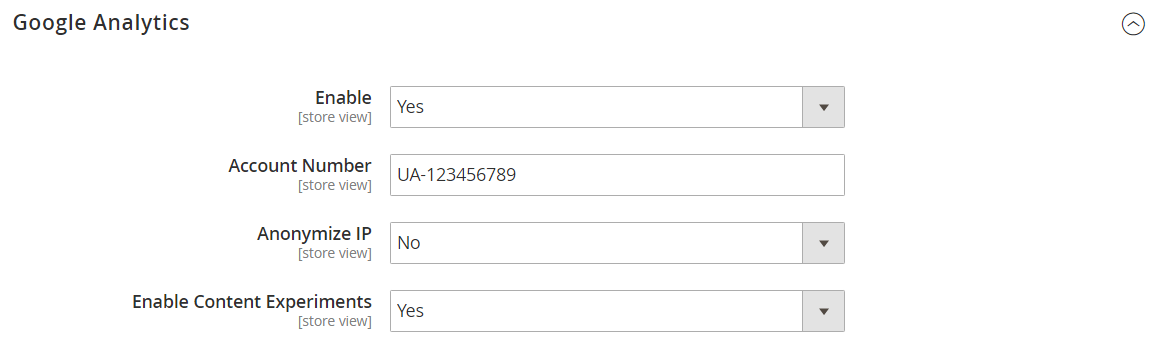 Google Analytics
Enable
[store view]
Yes
Account Number
[store view]
UA-123456789
Anonymize IP
[store view]
No
Enable Content Experiments
[store view]
Yes